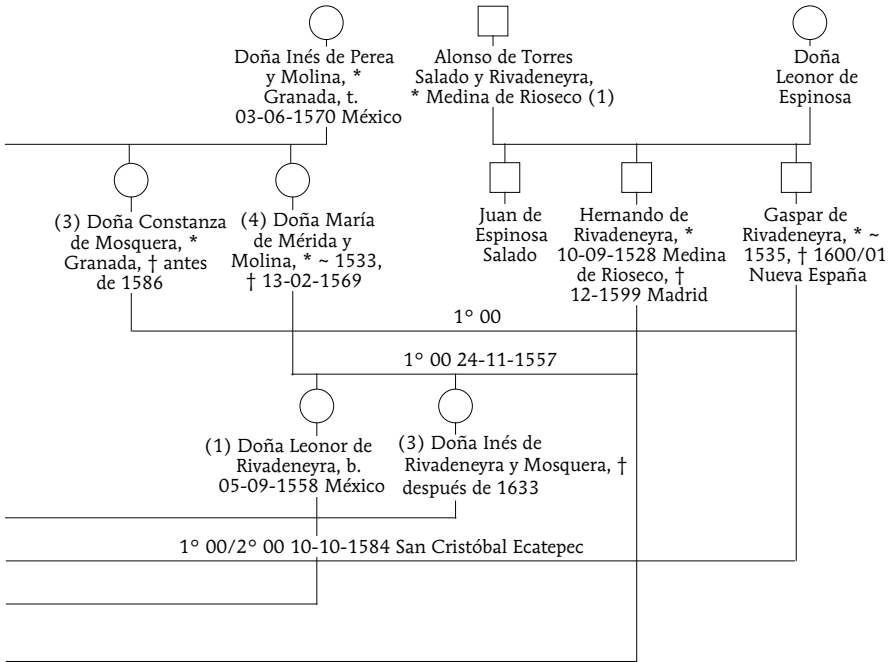 Doña Inés de Perea
y Molina, *
Granada, t.
03-06-1570 México
Alonso de Torres
Salado y Rivadeneyra,
* Medina de Rioseco (1)
Doña
Leonor de
Espinosa
(3) Doña Constanza
de Mosquera, *
Granada, † antes
de 1586
(4) Doña María
de Mérida y
Molina, * ~ 1533,
† 13-02-1569
Juan de
Espinosa
Salado
Hernando de
Rivadeneyra, *
10-09-1528 Medina
de Rioseco, †
12-1599 Madrid
Gaspar de
Rivadeneyra, * ~
1535, † 1600/01
Nueva España
1° 00
1° 00 24-11-1557
(1) Doña Leonor de
Rivadeneyra, b.
05-09-1558 México
(3) Doña Inés de
Rivadeneyra y Mosquera, †
después de 1633
1° 00/2° 00 10-10-1584 San Cristóbal Ecatepec